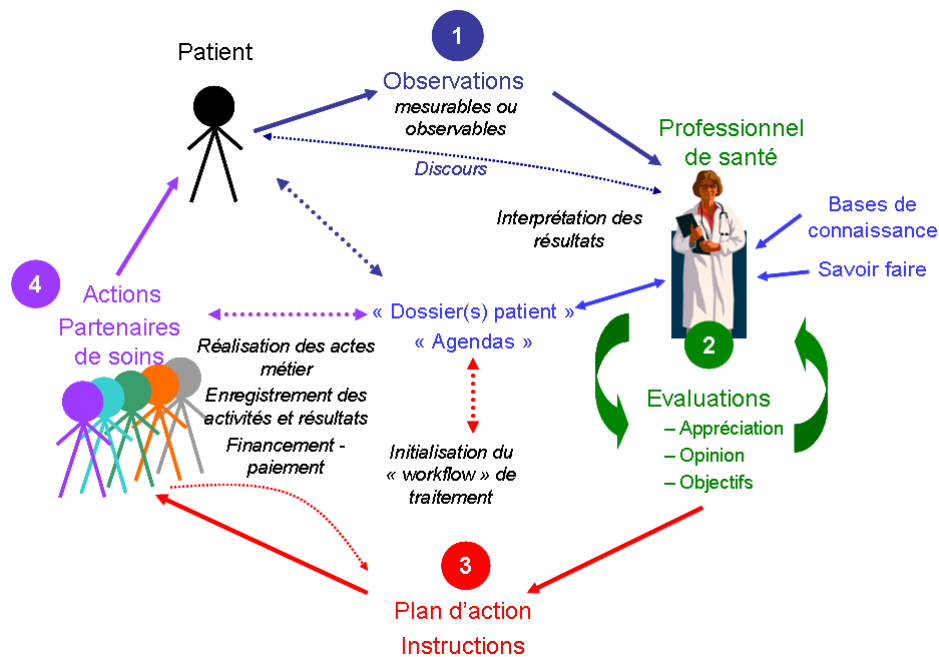 1
Patient
Observations
mesurables ou
observables
Professionnel
de santé
Discours
Interprétation des
résultats
Bases de
connaissance
Savoir faire
4
Actions
Partenaires
de soins
« Dossier(s) patient »
« Agendas »
2
Réalisation des actes
métier
Enregistrement des
activités et résultats
Financement -
paiement
Evaluations
– Appréciation
– Opinion
– Objectifs
Initialisation du
« workflow » de
traitement
3
Plan d’action
Instructions